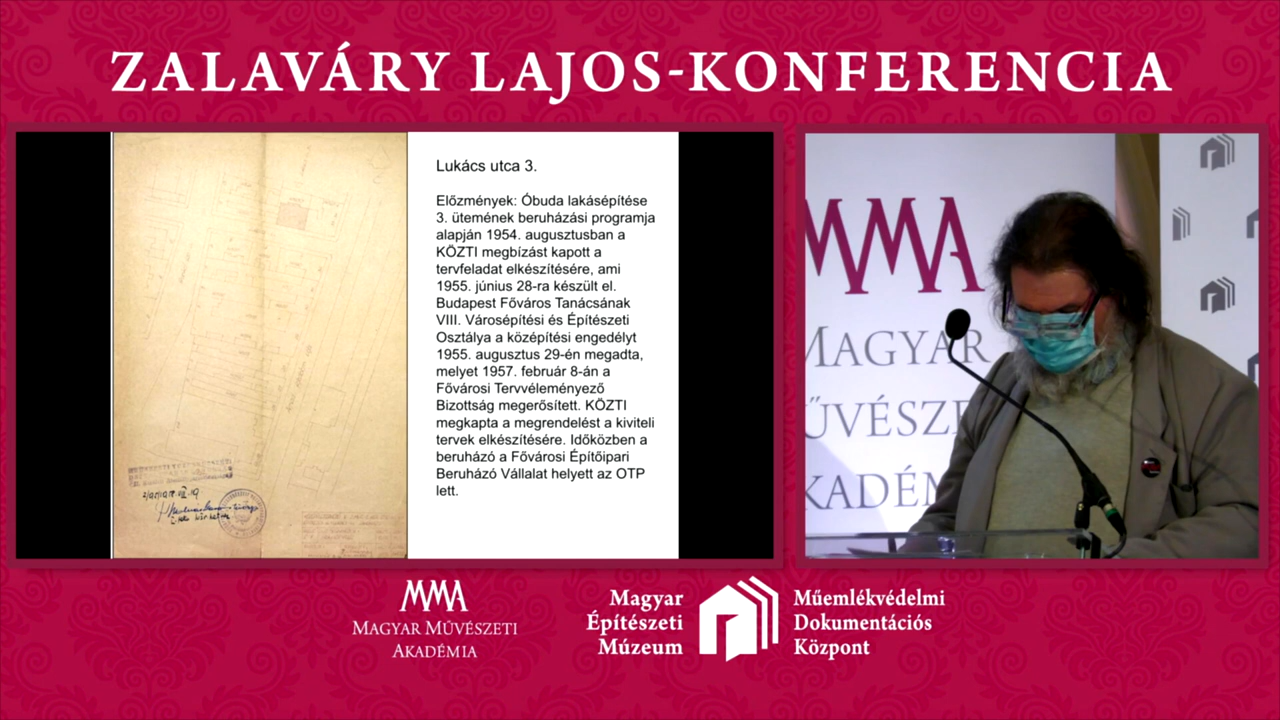 ZALAVÁRY LAJOS-KONFERENCIA
Lukács utca 3.
Előzmények: Óbuda lakásépítése
3. ütemének beruházási programja
alapján 1954. augusztusban a
KÖZTI megbízást kapott a
tervfeladat elkészítésére, ami
1955. június 28-ra készült el.
Budapest Főváros Tanácsának
VIII. Városépítési és Építészeti
Osztálya a középítési engedélyt
1955. augusztus 29-én megadta,
melyet 1957. február 8-án a
Fővárosi Tervvéleményező
Bizottság megerősített. KÖZTI
megkapta a megrendelést a kiviteli
tervek elkészítésére. Időközben a
beruházó a Fővárosi Építőipari
Beruházó Vállalat helyett az OTP
lett.
MMA
MAGYAR
MŰVÉSZE
AKADÉM
MMA
MAGYAR MŰVÉSZETI
AKADÉMIA
Magyar
Építészeti
Múzeum
Műemlékvédelmi
Dokumentációs
Központ